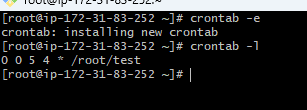 [root@ip-172-31-83-252 ~]# crontab -e
crontab: installing new crontab
[root@ip-172-31-83-252 ~]# crontab -l
0 0 5 4 * /root/test
[root@ip-172-31-83-252 ~]#